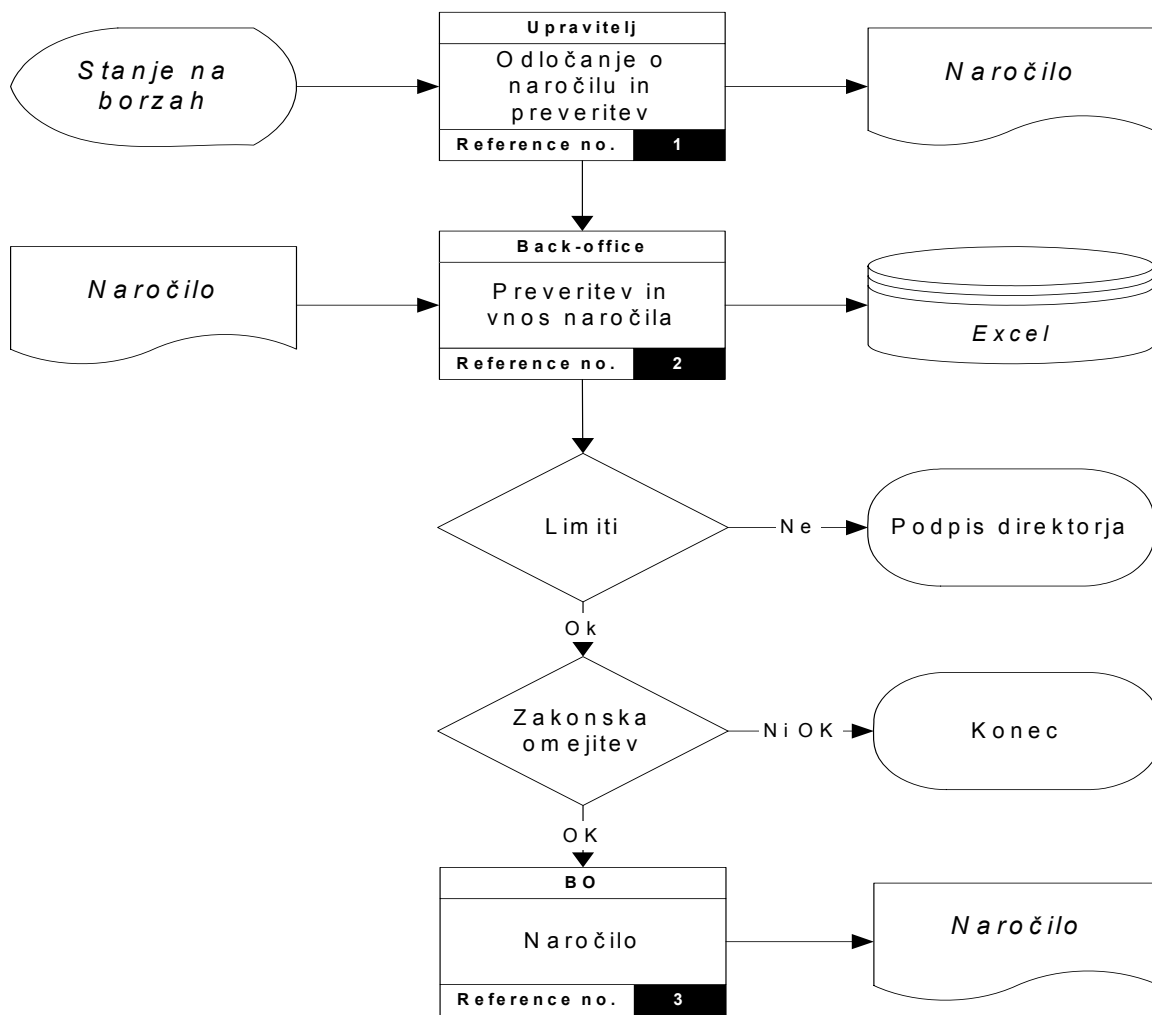 Upravitelj
Stanje na
borzah
Odločanje o
naročilu in
preveritev
Naročilo
Reference no. 1
Back-office
Naročilo
Preveritev in
vnos naročila
Excel
Reference no. 2
Limiti
Ne
Podpis direktorja
Ok
Zakonska
omejitev
Ni OK
Konec
OK
BO
Naročilo
Naročilo
Reference no. 3